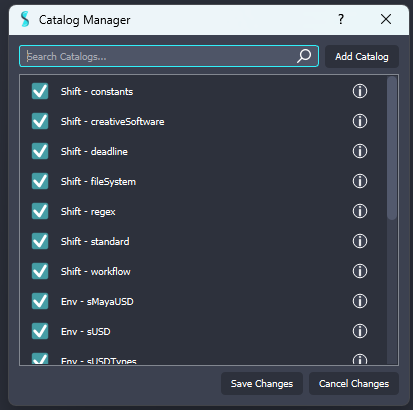 Catalog Manager ?
Search Catalogs... Add Catalog
Shift - constants
Shift - creativeSoftware
Shift - deadline
Shift - fileSystem
Shift - regex
Shift - standard
Shift - workflow
Env - sMayaUSD
Env - sUSD
Env - sUSDTypes
Save Changes Cancel Changes